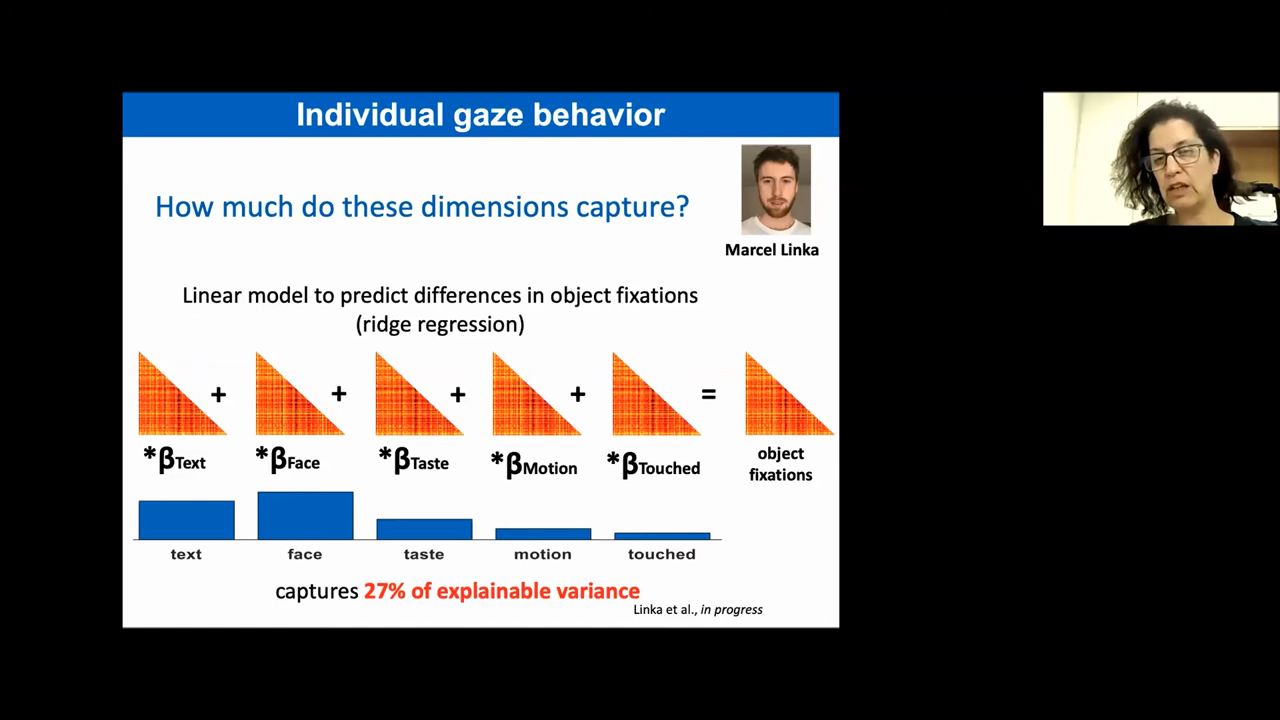 Individual gaze behavior
How much do these dimensions capture?
Marcel Linka
Linear model to predict differences in object fixations
(ridge regression)
+ + + + =
*βText *βFace *βTaste *βMotion *βTouched object
fixations
text face taste motion touched
captures 27% of explainable variance
Linka et al., in progress